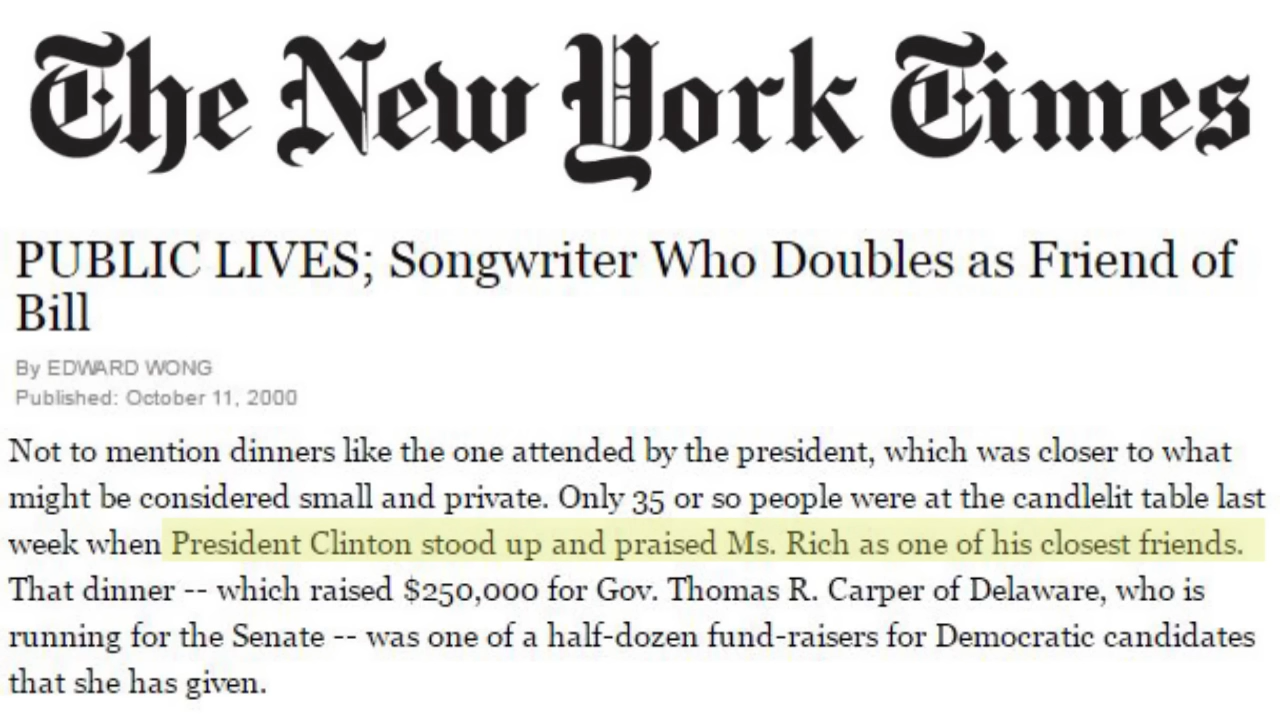 The New York Times
PUBLIC LIVES; Songwriter Who Doubles as Friend of
Bill
By EDWARD WONG
Published: October 11, 2000
Not to mention dinners like the one attended by the president, which was closer to what
might be considered small and private. Only 35 or so people were at the candlelit table last
week when President Clinton stood up and praised Ms. Rich as one of his closest friends.
That dinner -- which raised $250,000 for Gov. Thomas R. Carper of Delaware, who is
running for the Senate -- was one of a half-dozen fund-raisers for Democratic candidates
that she has given.